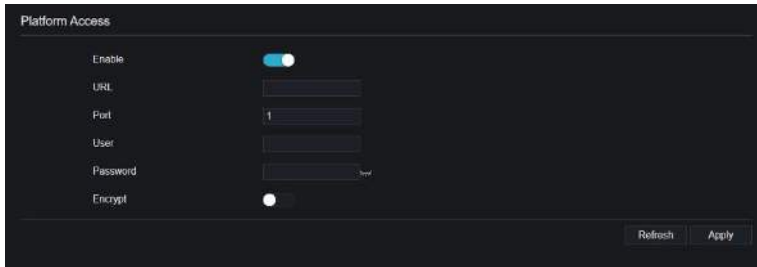 Platform Access
Enable
URL
Port 1
User
Password
Encrypt
Refresh Apply